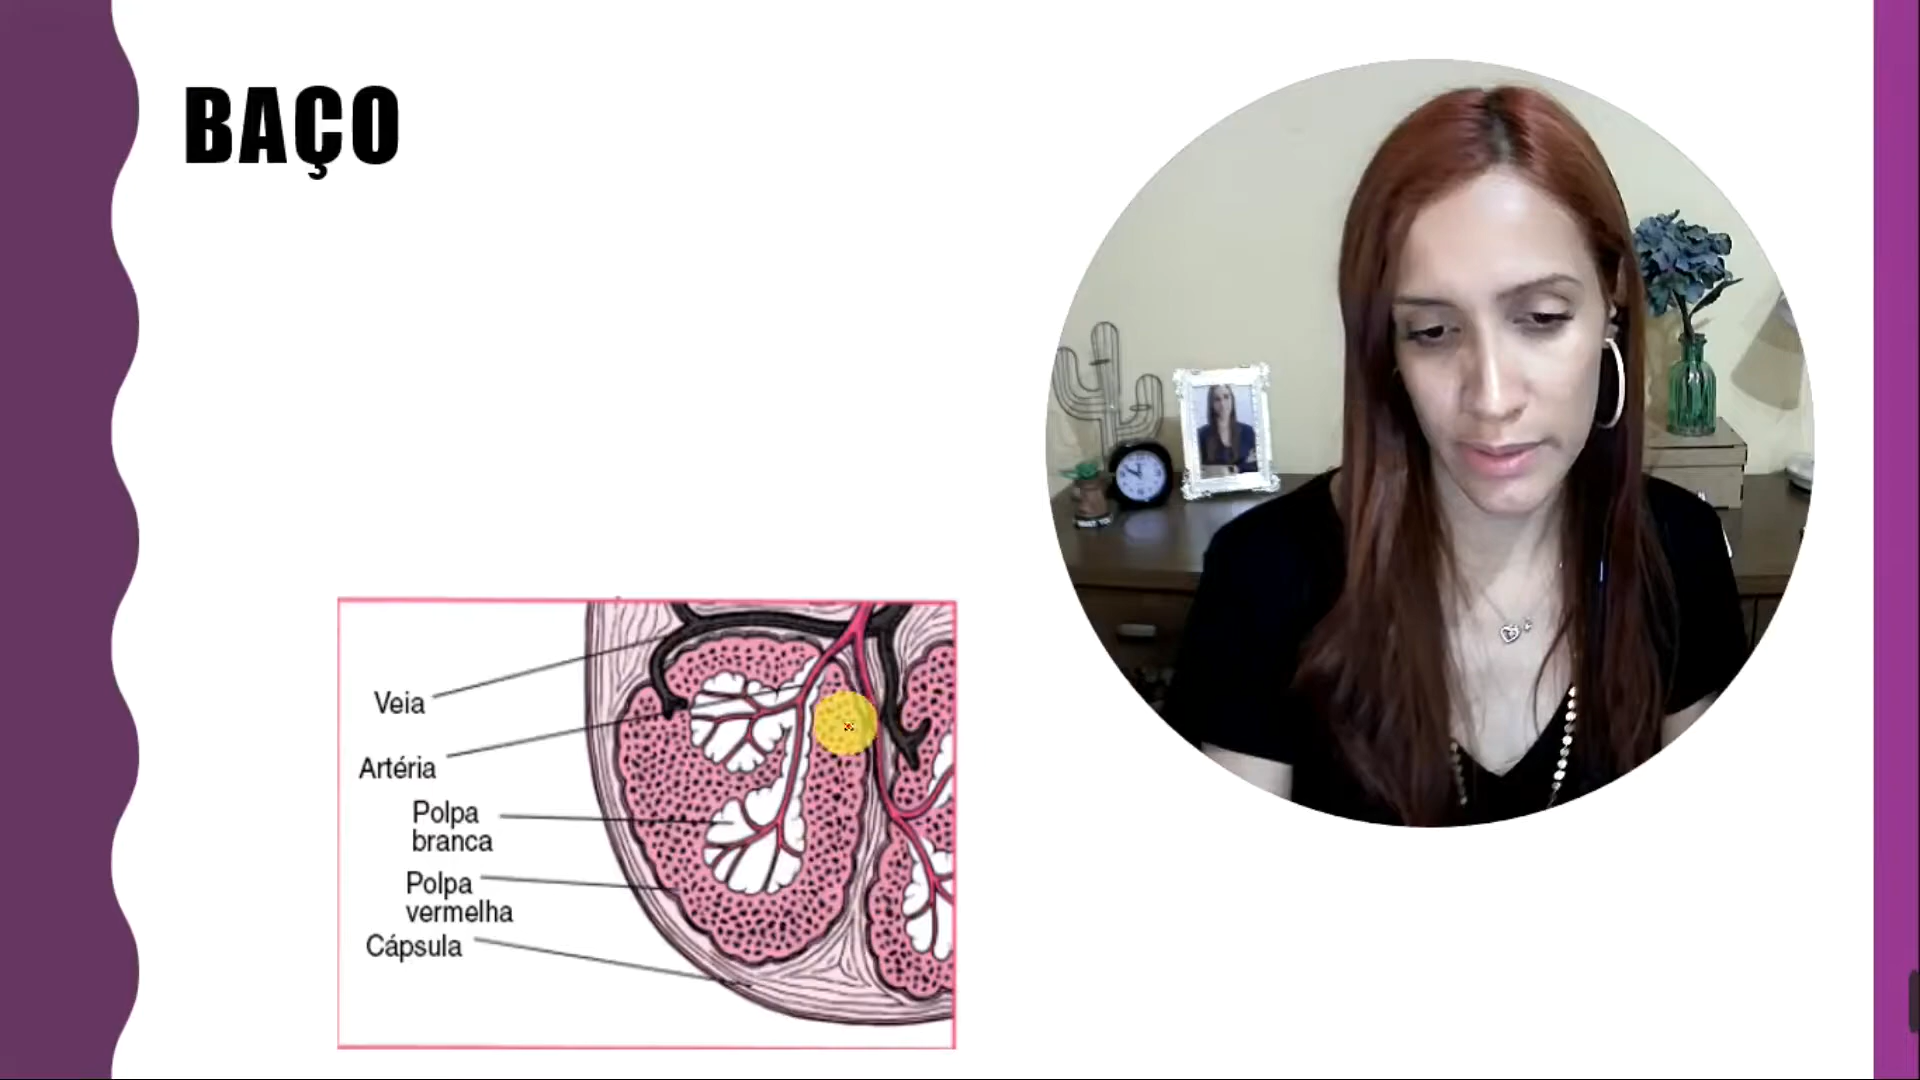 BAÇO
Veia
Artéria
Polpa
branca
Polpa
vermelha
Cápsula